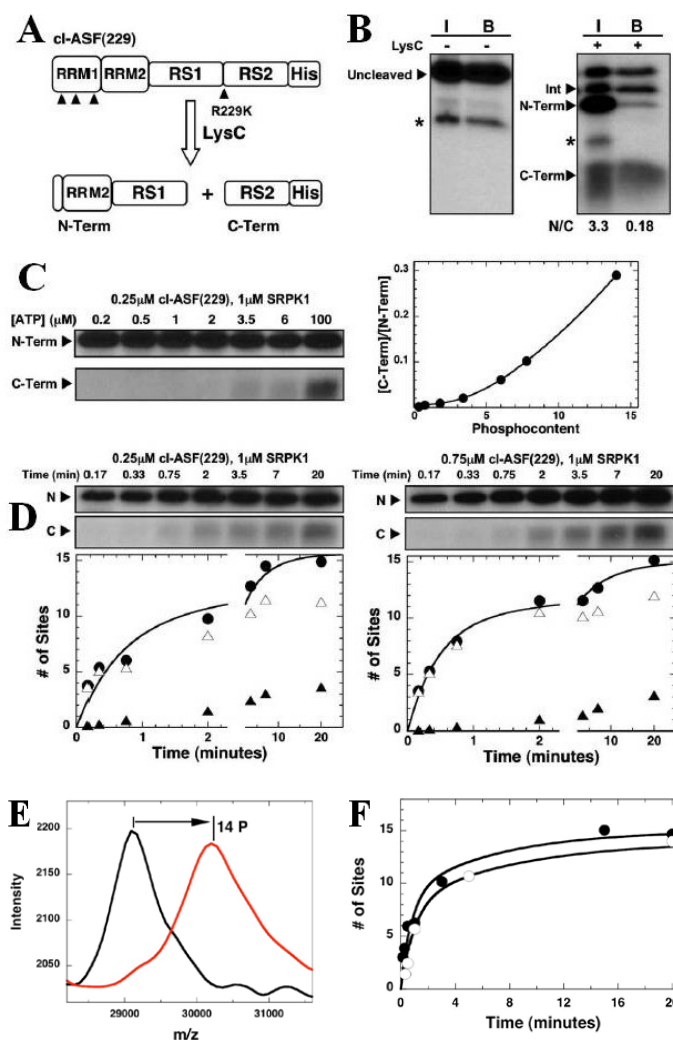 A
cl-ASF(229)
RRM1 RRM2 RS1 RS2 His
R229K
LysC
RRM2 RS1 + RS2 His
N-Term C-Term
B
I B I B
LysC - - + +
Uncleaved
*
Int
N-Term
*
C-Term
N/C 3.3 0.18
C
0.25μM cl-ASF(229), 1μM SRPK1
[ATP] (μM) 0.2 0.5 1 2 3.5 6 100
N-Term
C-Term
[C-Term]/[N-Term]
0.3
0.1
0 5 10 15
Phosphocontent
D
0.25μM cl-ASF(229), 1μM SRPK1
Time (min) 0.17 0.33 0.75 2 3.5 7 20
N
C
# of Sites
15
10
5
0
0 1 2 10 20
Time (minutes)
0.75μM cl-ASF(229), 1μM SRPK1
Time (min) 0.17 0.33 0.75 2 3.5 7 20
N
C
# of Sites
15
10
5
0
0 1 2 10 20
Time (minutes)
E
14 P
Intensity
2200
2150
2100
2050
29000 30000 31000
m/z
F
# of Sites
20
15
10
5
0
0 4 8 12 16 20
Time (minutes)